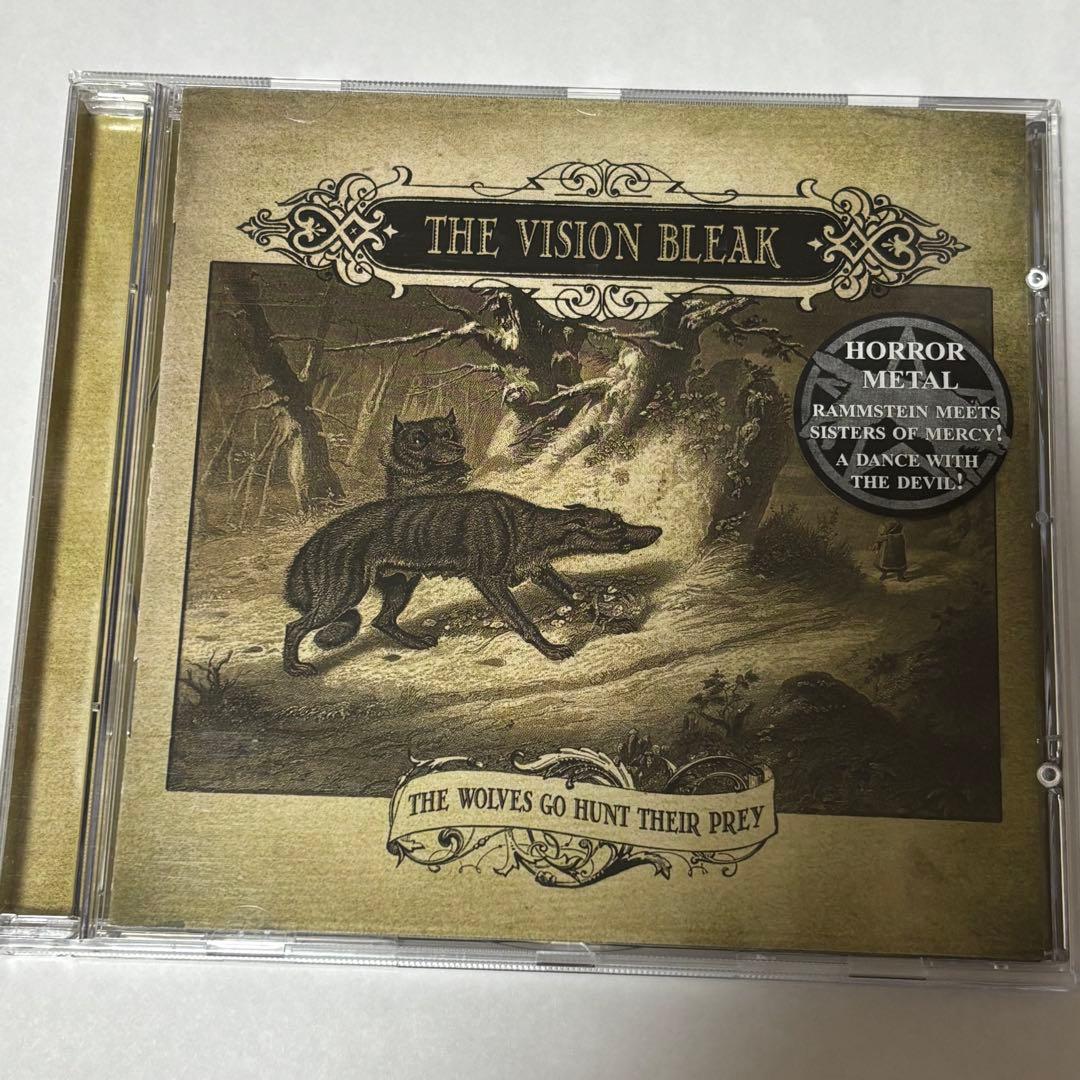 THE VISION BLEAK
HORROR
METAL
RAMMSTEIN MEETS
SISTERS OF MERCY!
A DANCE WITH
THE DEVIL!
THE WOLVES GO HUNT THEIR PREY